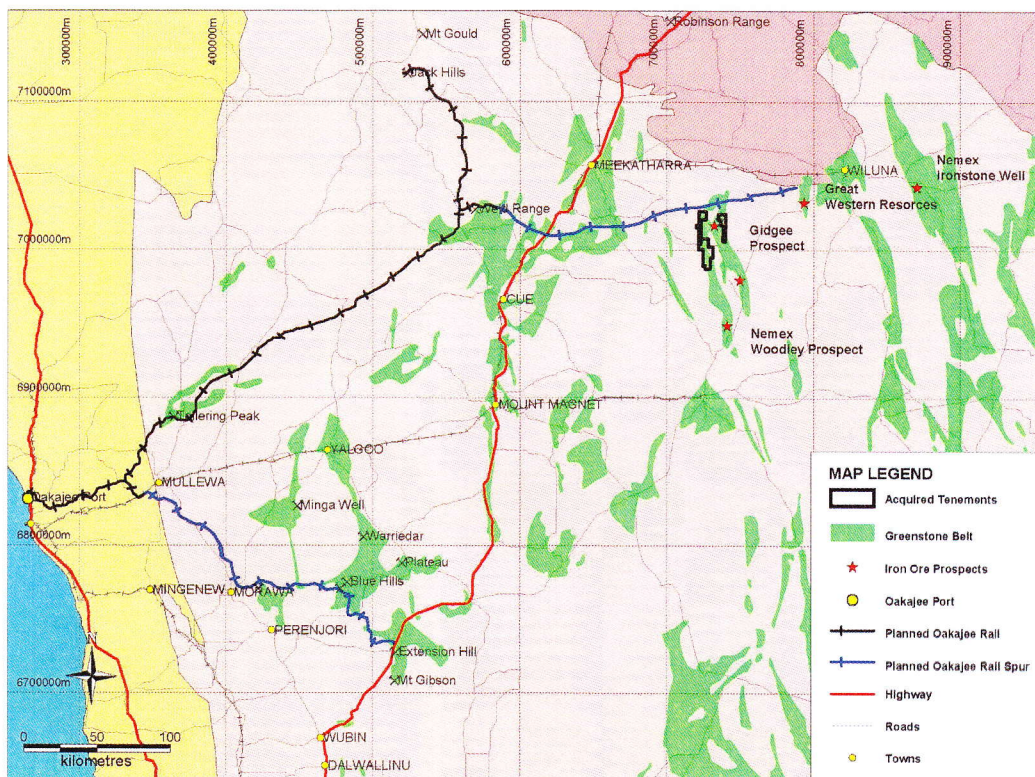 300000m
400000m
500000m
600000m
700000m
800000m
900000m
Robinson Range
Mt Gould
Jack Hills
7100000m
MEEKATHARRA
WILUNA
Nemex
Ironstone Well
Great
Western Resorces
Weld Range
Gidgee
Prospect
7000000m
CUE
Nemex
Woodley Prospect
6900000m
MOUNT MAGNET
Tallering Peak
YALGOO
MULLEWA
Oakajee Port
Minga Well
6800000m
Warriedar
Plateau
Blue Hills
MINGENEW
MORAWA
PERENJORI
N
Extension Hill
6700000m
Mt Gibson
WUBIN
DALWALLINU
0
50
100
kilometres
MAP LEGEND
Acquired Tenements
Greenstone Belt
Iron Ore Prospects
Oakajee Port
Planned Oakajee Rail
Planned Oakajee Rail Spur
Highway
Roads
Towns